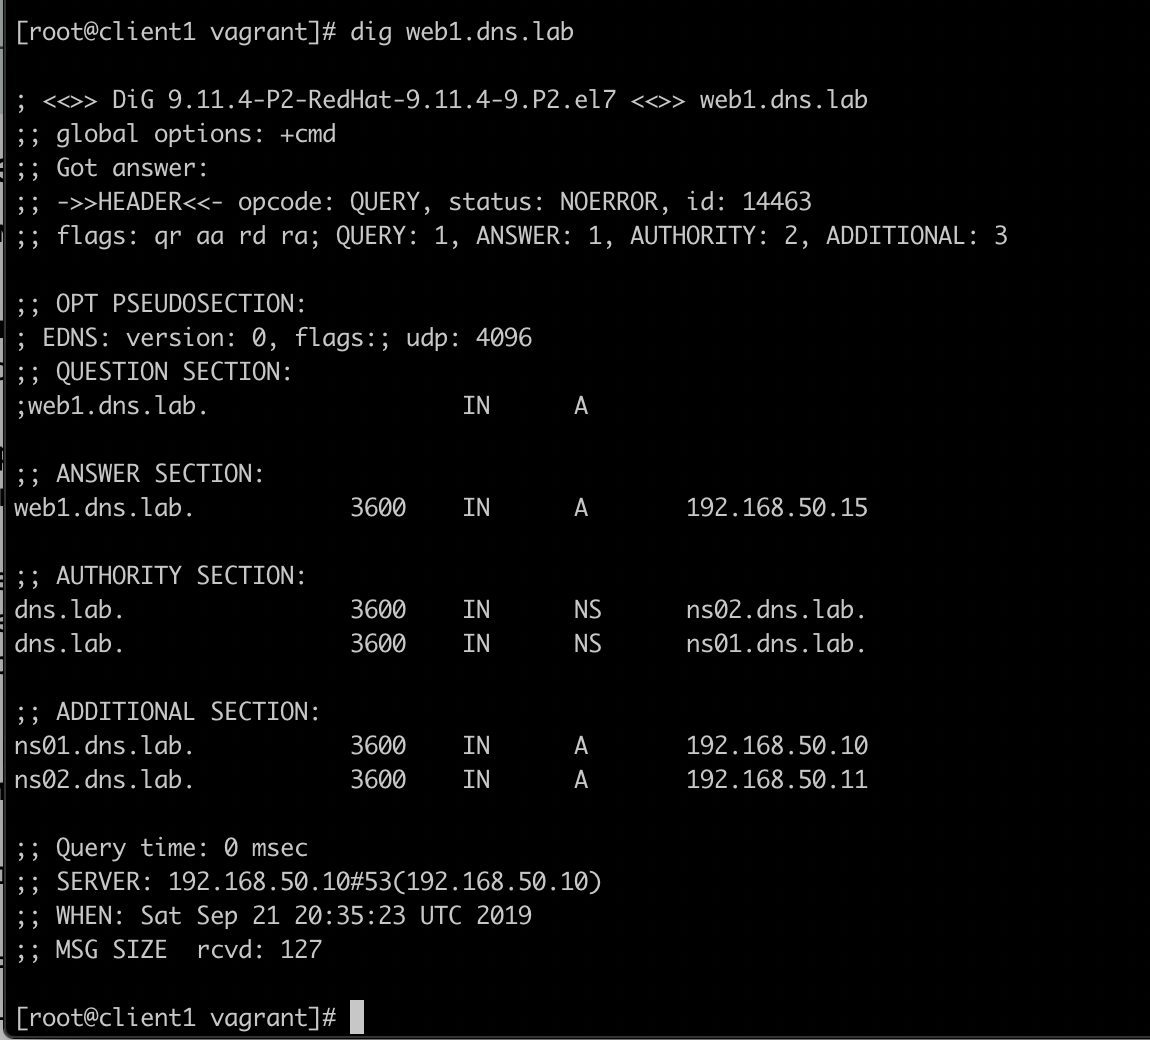 [root@client1 vagrant]# dig web1.dns.lab
; <<>> DiG 9.11.4-P2-RedHat-9.11.4-9.P2.el7 <<>> web1.dns.lab
;; global options: +cmd
;; Got answer:
;; ->>HEADER<<- opcode: QUERY, status: NOERROR, id: 14463
;; flags: qr aa rd ra; QUERY: 1, ANSWER: 1, AUTHORITY: 2, ADDITIONAL: 3
;; OPT PSEUDOSECTION:
; EDNS: version: 0, flags:; udp: 4096
;; QUESTION SECTION:
;web1.dns.lab. IN A
;; ANSWER SECTION:
web1.dns.lab. 3600 IN A 192.168.50.15
;; AUTHORITY SECTION:
dns.lab. 3600 IN NS ns02.dns.lab.
dns.lab. 3600 IN NS ns01.dns.lab.
;; ADDITIONAL SECTION:
ns01.dns.lab. 3600 IN A 192.168.50.10
ns02.dns.lab. 3600 IN A 192.168.50.11
;; Query time: 0 msec
;; SERVER: 192.168.50.10#53(192.168.50.10)
;; WHEN: Sat Sep 21 20:35:23 UTC 2019
;; MSG SIZE  rcvd: 127
[root@client1 vagrant]#